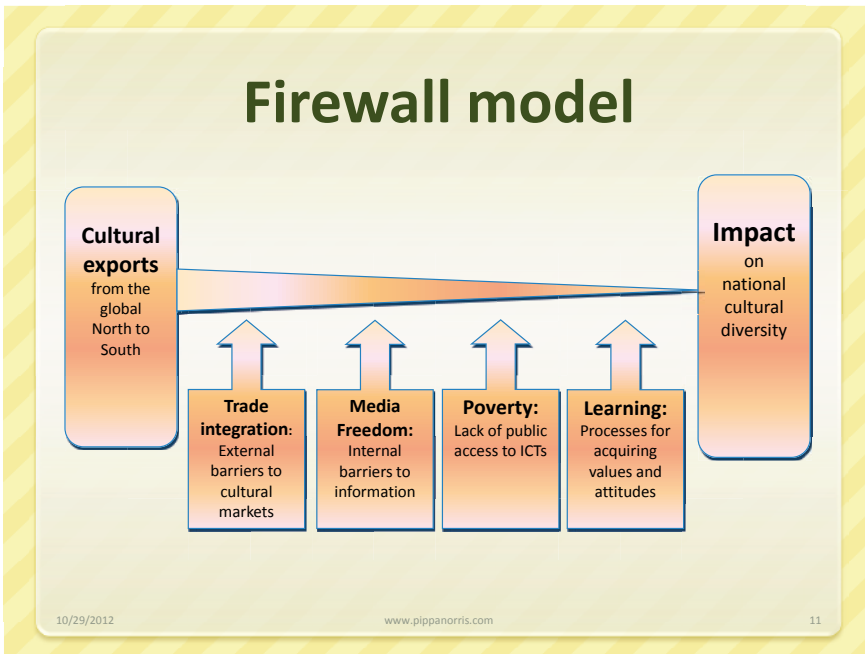 Firewall model
Cultural
exports
from the
global
North to
South
Impact
on
national
cultural
diversity
Trade
integration:
External
barriers to
cultural
markets
Media
Freedom:
Internal
barriers to
information
Poverty:
Lack of public
access to ICTs
Learning:
Processes for
acquiring
values and
attitudes
10/29/2012
www.pippanorris.com
11